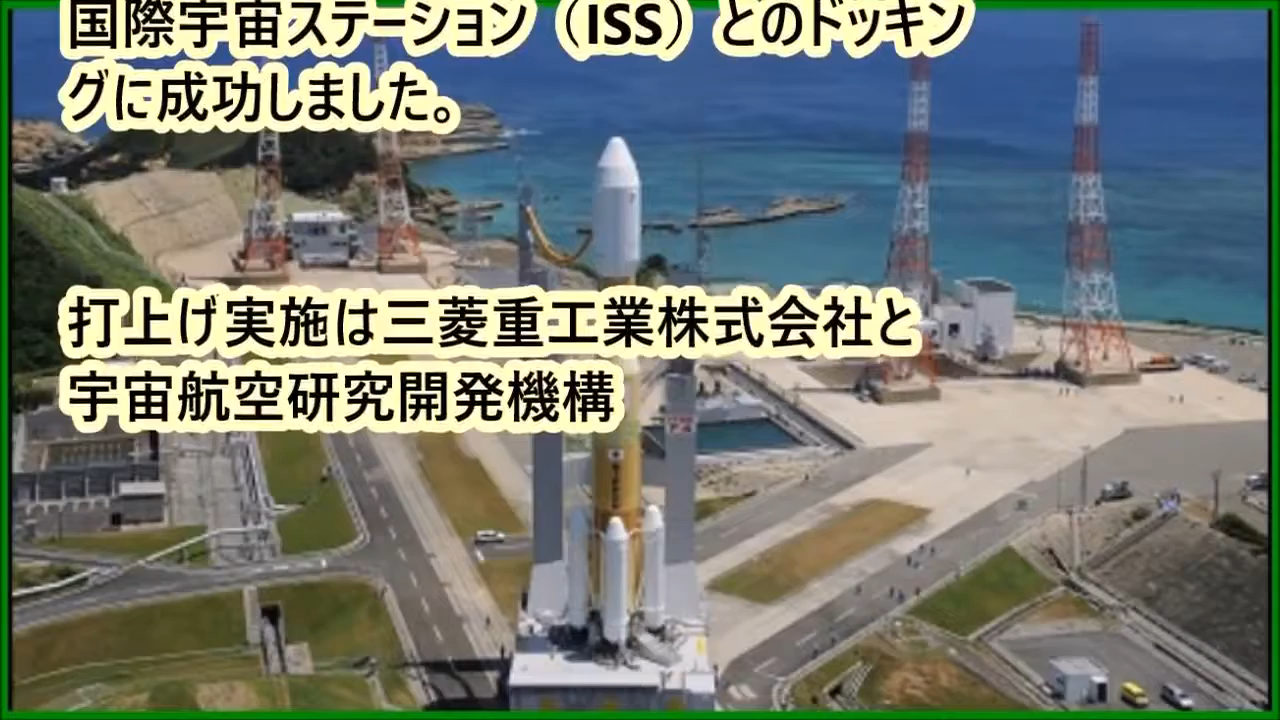 国際宇宙ステーション（ISS）とのドッキン
グに成功しました。
打上げ実施は三菱重工業株式会社と
宇宙航空研究開発機構